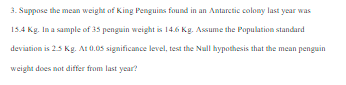 3. Suppose the mean weight of King Penguins found in an Antarctic colony last year was
15.4 Kg. In a sample of 35 penguin weight is 14.6 Kg. Assume the Population standard
deviation is 2.5 Kg. At 0.05 significance level, test the Null hypothesis that the mean penguin
weight does not differ from last year?